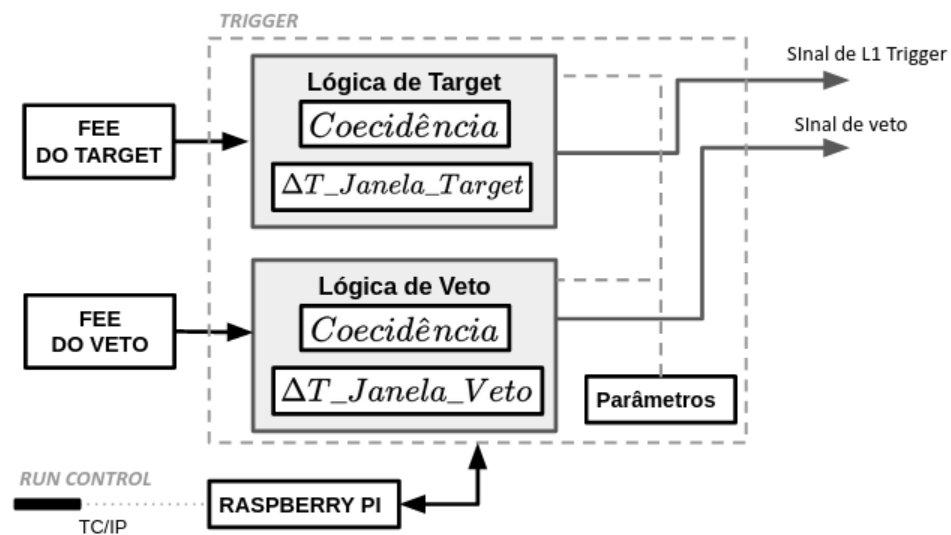 TRIGGER
Lógica de Target
Coecidência
ΔT_Janela_Target
FEE
DO TARGET
SInal de L1 Trigger
SInal de veto
Lógica de Veto
Coecidência
ΔT_Janela_Veto
FEE
DO VETO
Parâmetros
RUN CONTROL
TC/IP
RASPBERRY PI